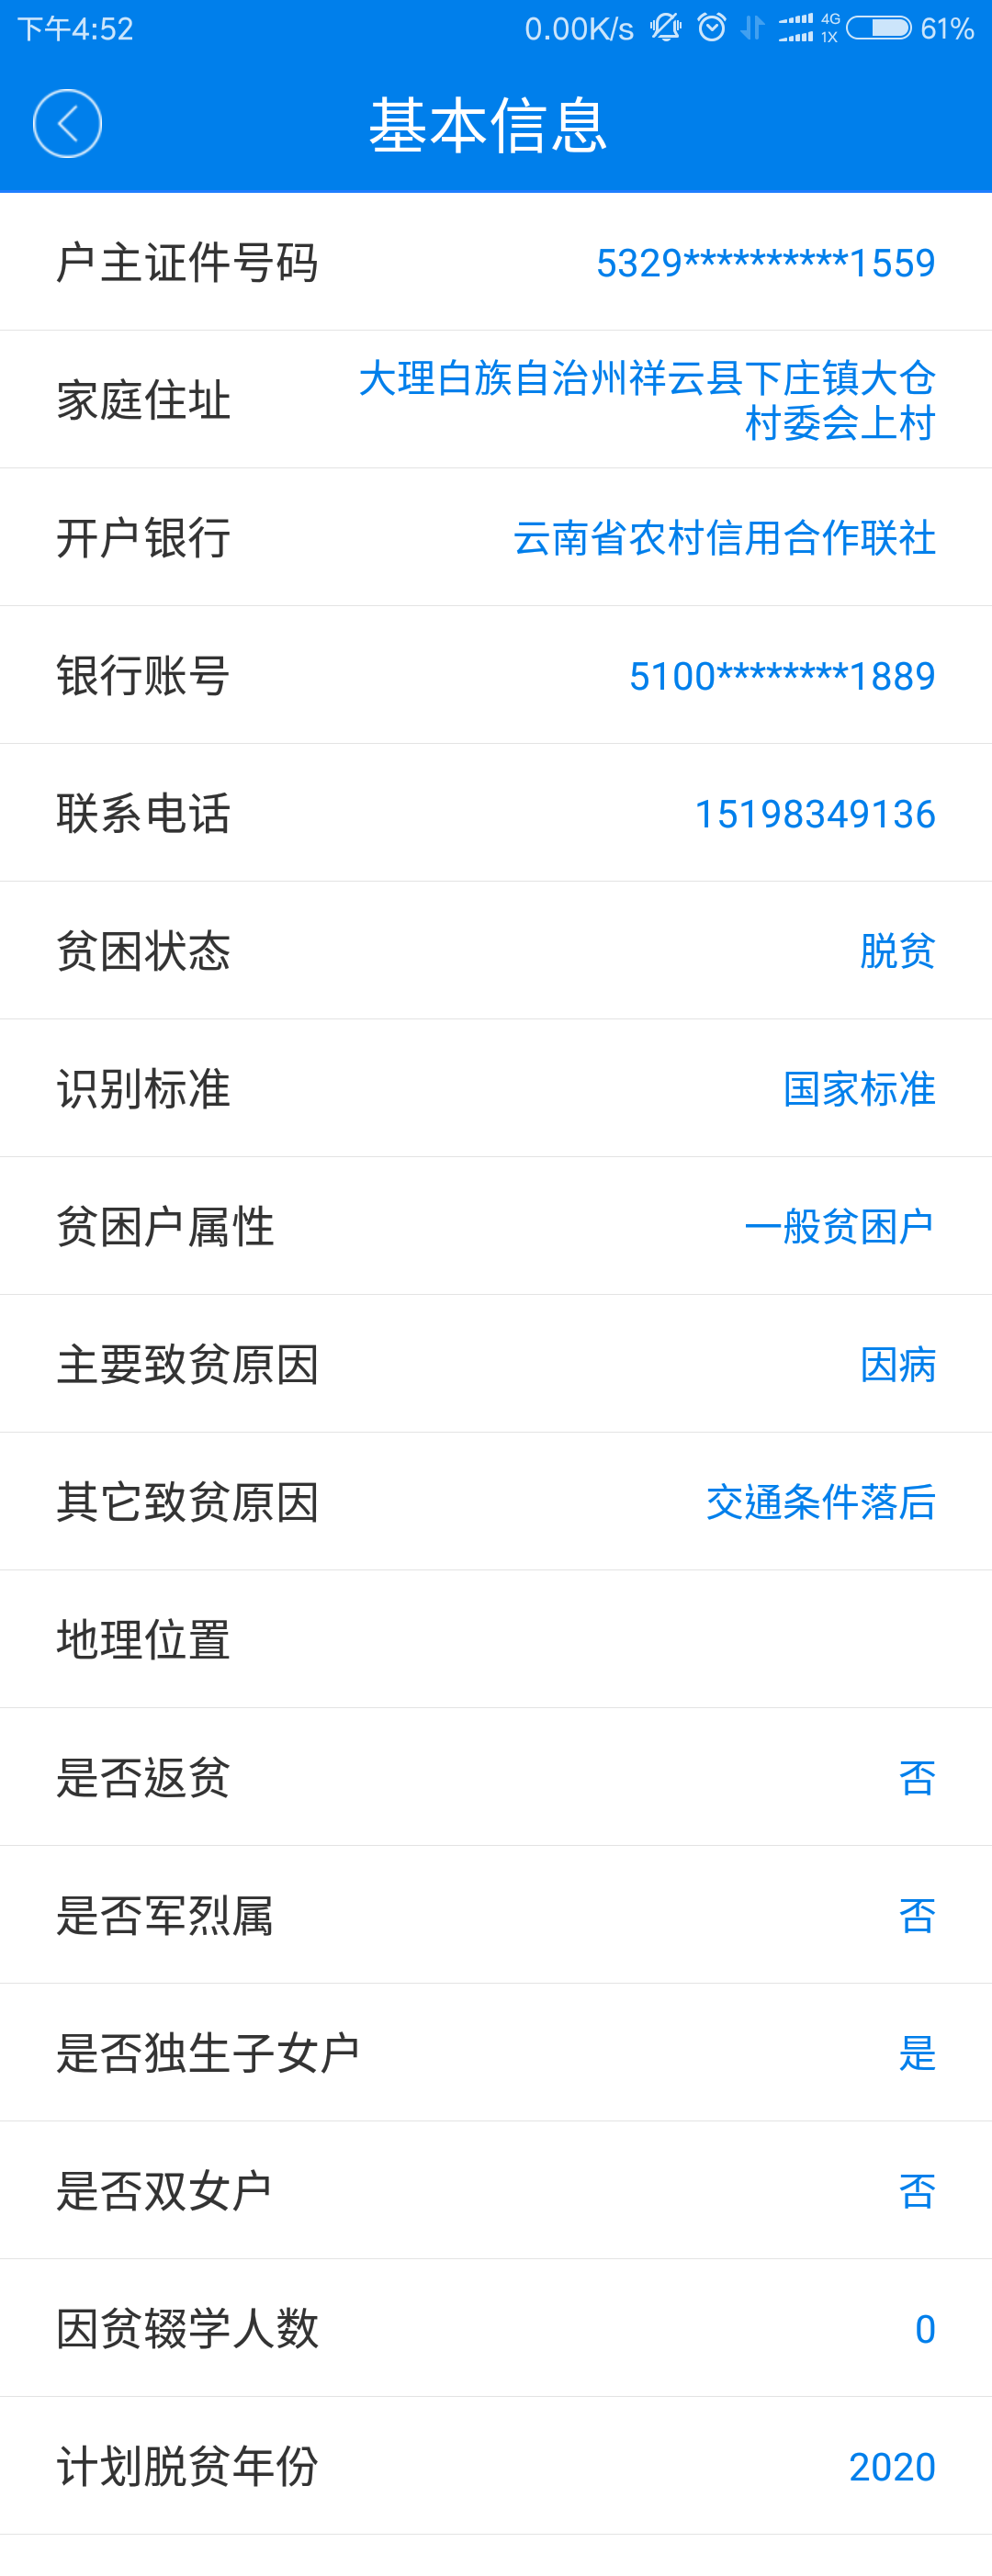 下午4:52 0.00K/s 4G 1X 61%
基本信息
户主证件号码 5329**********1559
家庭住址 大理白族自治州祥云县下庄镇大仓
村委会上村
开户银行 云南省农村信用合作联社
银行账号 5100********1889
联系电话 15198349136
贫困状态 脱贫
识别标准 国家标准
贫困户属性 一般贫困户
主要致贫原因 因病
其它致贫原因 交通条件落后
地理位置
是否返贫 否
是否军烈属 否
是否独生子女户 是
是否双女户 否
因贫辍学人数 0
计划脱贫年份 2020